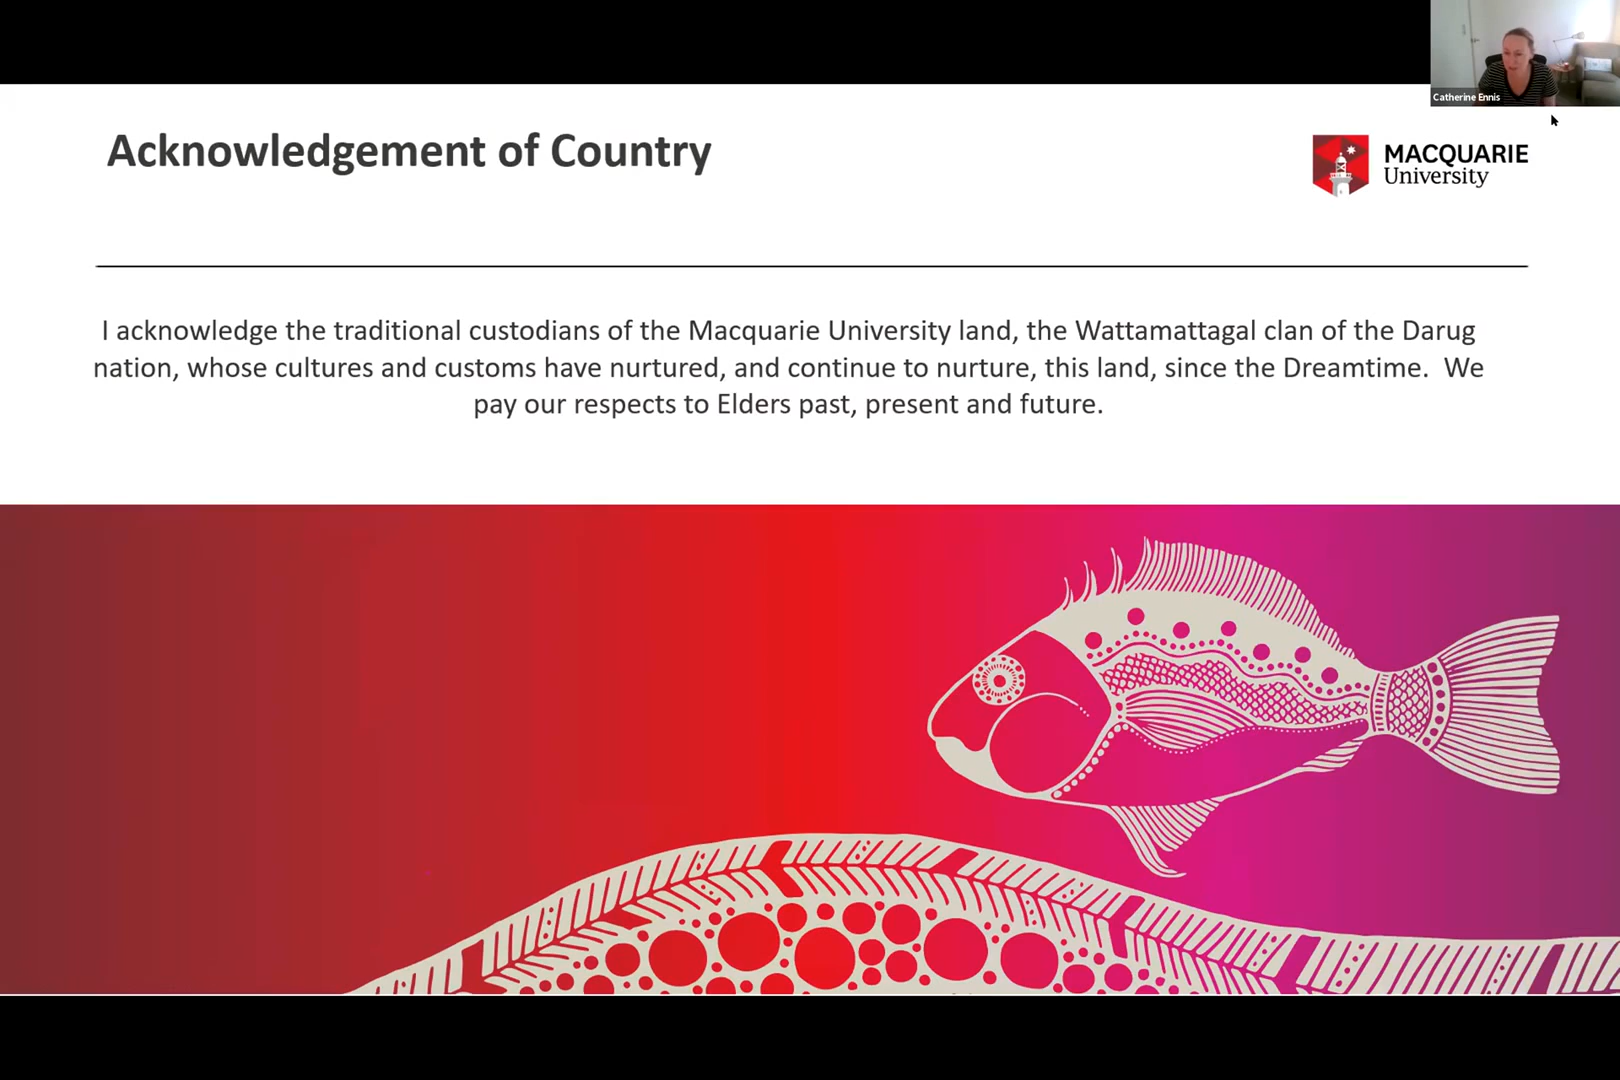 Catherine Ennis
Acknowledgement of Country
MACQUARIE
University
I acknowledge the traditional custodians of the Macquarie University land, the Wattamattagal clan of the Darug
nation, whose cultures and customs have nurtured, and continue to nurture, this land, since the Dreamtime.  We
pay our respects to Elders past, present and future.